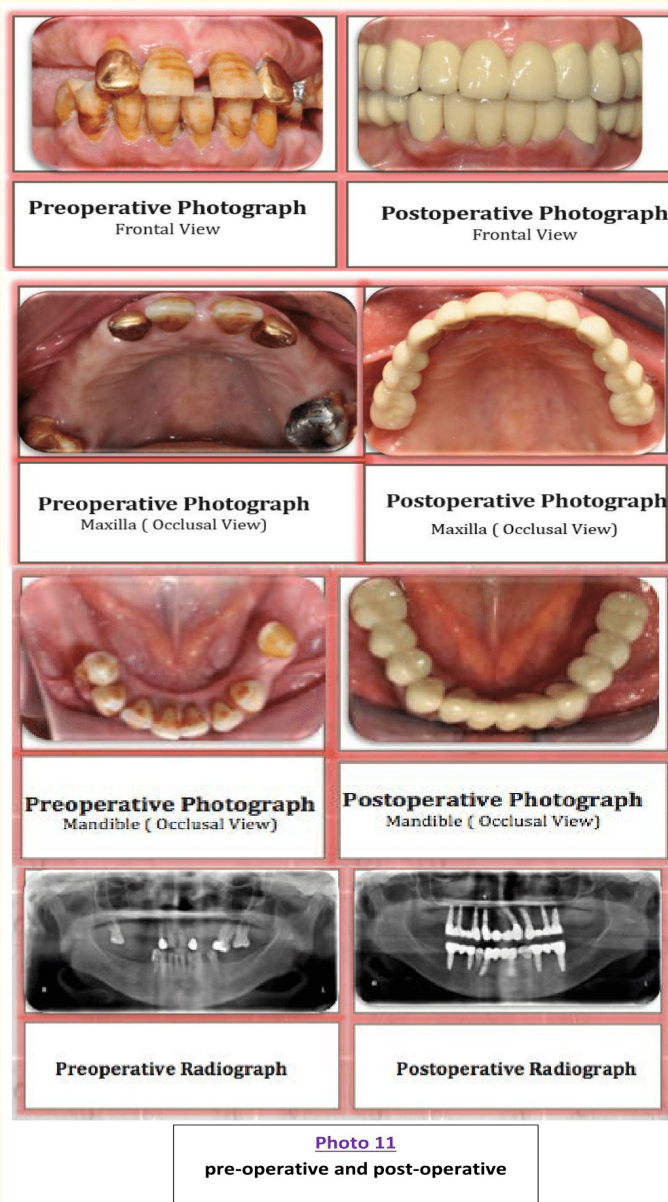 Preoperative Photograph
Frontal View
Postoperative Photograph
Frontal View
Preoperative Photograph
Maxilla ( Occlusal View)
Postoperative Photograph
Maxilla ( Occlusal View)
Preoperative Photograph
Mandible ( Occlusal View)
Postoperative Photograph
Mandible ( Occlusal View)
R
L
L
Preoperative Radiograph
Postoperative Radiograph
Photo 11
pre-operative and post-operative